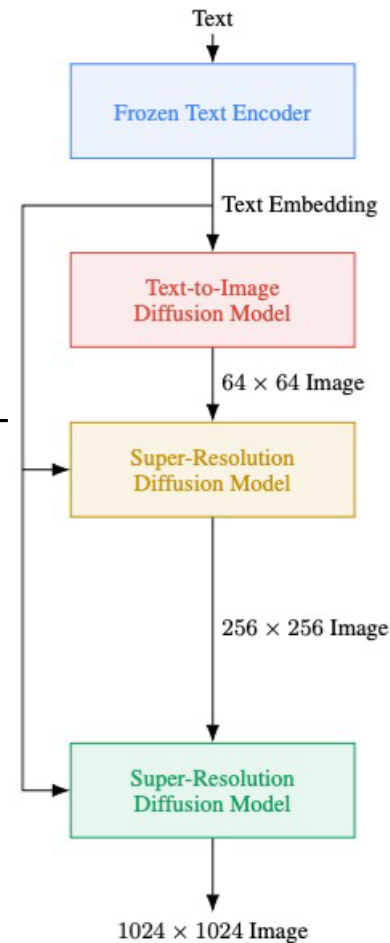 Text
Frozen Text Encoder
Text Embedding
Text-to-Image
Diffusion Model
64 × 64 Image
Super-Resolution
Diffusion Model
256 × 256 Image
Super-Resolution
Diffusion Model
1024 × 1024 Image